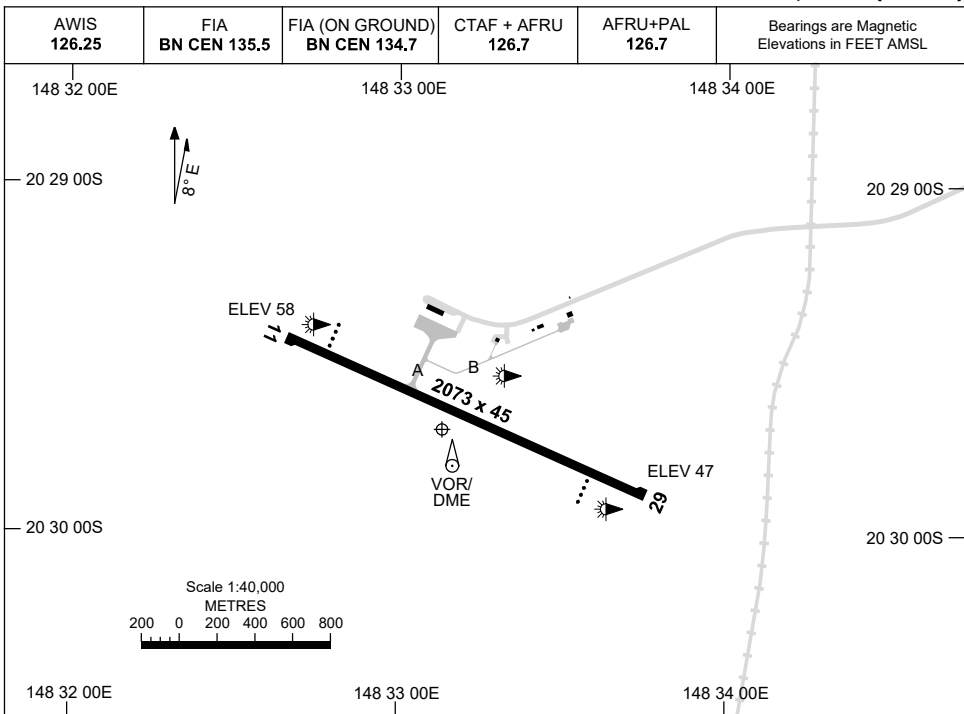 AWIS
126.25
FIA
BN CEN 135.5
FIA (ON GROUND)
BN CEN 134.7
CTAF + AFRU
126.7
AFRU+PAL
126.7
Bearings are Magnetic
Elevations in FEET AMSL
148 32 00E
148 33 00E
148 34 00E
8° E
20 29 00S
20 29 00S
ELEV 58
11
A
B
2073 x 45
VOR/
DME
ELEV 47
29
20 30 00S
20 30 00S
Scale 1:40,000
METRES
200 0 200 400 600 800
148 32 00E
148 33 00E
148 34 00E